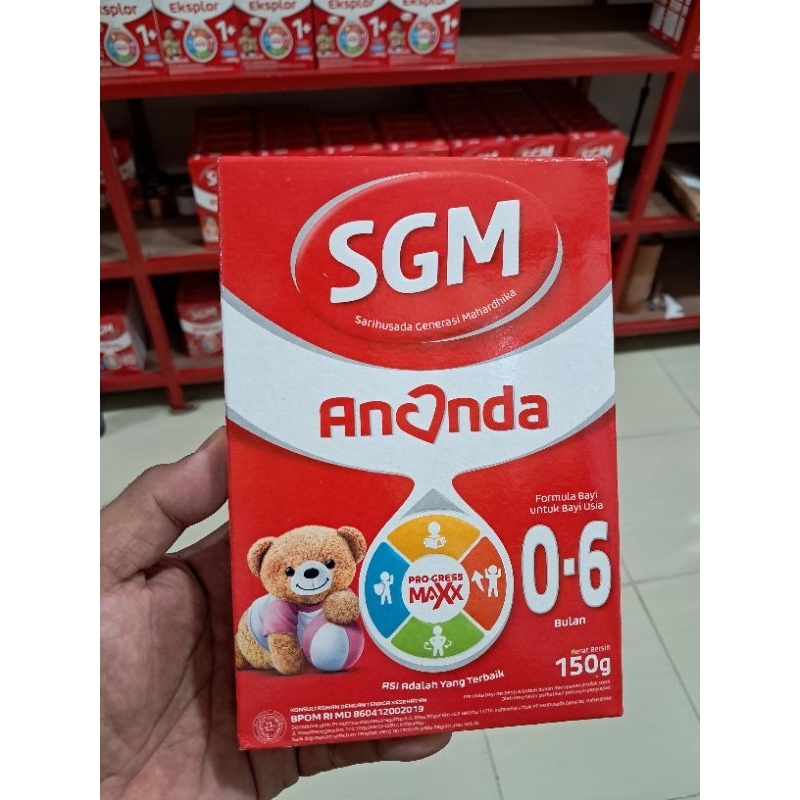 Eksplor
1+
Eksplor
1+
Eksplor
1+
SGM
SGM
Sarihusada Generasi Mahardhika
Ananda
Formula Bayi
untuk Bayi Usia
0-6
Bulan
PRO-GRESS
MAXX
Berat Bersih
150g
ASI Adalah Yang Terbaik
KONSULTASIKAN DENGAN TENAGA KESEHATAN
BPOM RI MD 860412002019